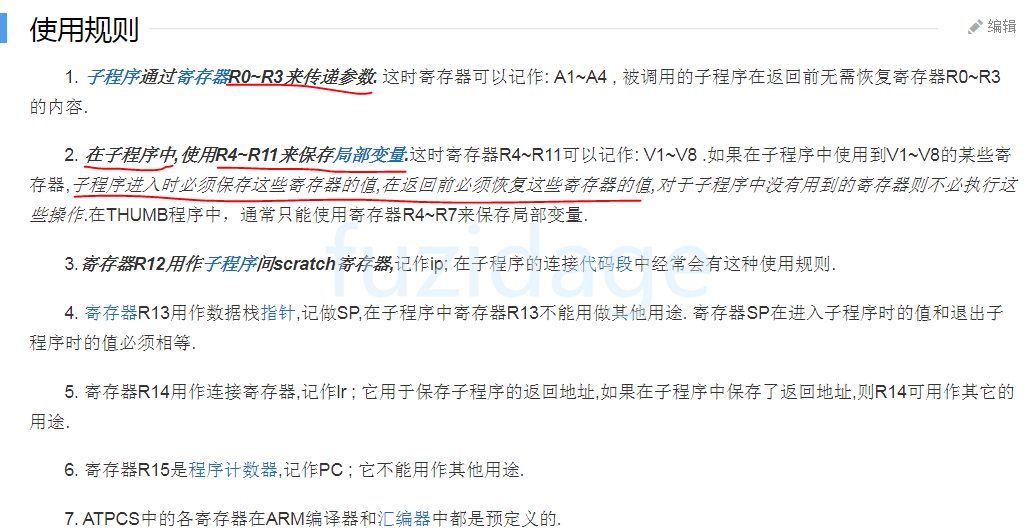 使用规则
编辑
1. 子程序通过寄存器R0~R3来传递参数. 这时寄存器可以记作: A1~A4 , 被调用的子程序在返回前无需恢复寄存器R0~R3
的内容.
2. 在子程序中,使用R4~R11来保存局部变量.这时寄存器R4~R11可以记作: V1~V8 .如果在子程序中使用到V1~V8的某些寄
存器,子程序进入时必须保存这些寄存器的值,在返回前必须恢复这些寄存器的值,对于子程序中没有用到的寄存器则不必执行这
些操作.在THUMB程序中，通常只能使用寄存器R4~R7来保存局部变量.
3.寄存器R12用作子程序间scratch寄存器,记作ip; 在子程序的连接代码段中经常会有这种使用规则.
fuzidage
4. 寄存器R13用作数据栈指针,记做SP,在子程序中寄存器R13不能用做其他用途. 寄存器SP在进入子程序时的值和退出子
程序时的值必须相等.
5. 寄存器R14用作连接寄存器,记作lr ; 它用于保存子程序的返回地址,如果在子程序中保存了返回地址,则R14可用作其它的
用途.
6. 寄存器R15是程序计数器,记作PC ; 它不能用作其他用途.
7. ATPCS中的各寄存器在ARM编译器和汇编器中都是预定义的.